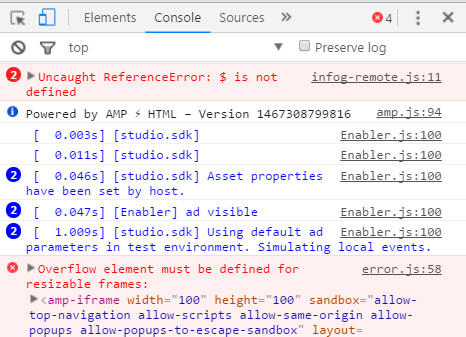 Elements Console Sources » 4
top Preserve log
2 Uncaught ReferenceError: $ is not infog-remote.js:11
defined
Powered by AMP ⚡ HTML – Version 1467308799816 amp.js:94
[ 0.003s] [studio.sdk] Enabler.js:100
[ 0.011s] [studio.sdk] Enabler.js:100
2 [ 0.046s] [studio.sdk] Asset properties Enabler.js:100
have been set by host.
2 [ 0.047s] [Enabler] ad visible Enabler.js:100
2 [ 1.009s] [studio.sdk] Using default ad Enabler.js:100
parameters in test environment. Simulating local events.
Overflow element must be defined for error.js:58
resizable frames:
<amp-iframe width="100" height="100" sandbox="allow-
top-navigation allow-scripts allow-same-origin allow-
popups allow-popups-to-escape-sandbox" layout=